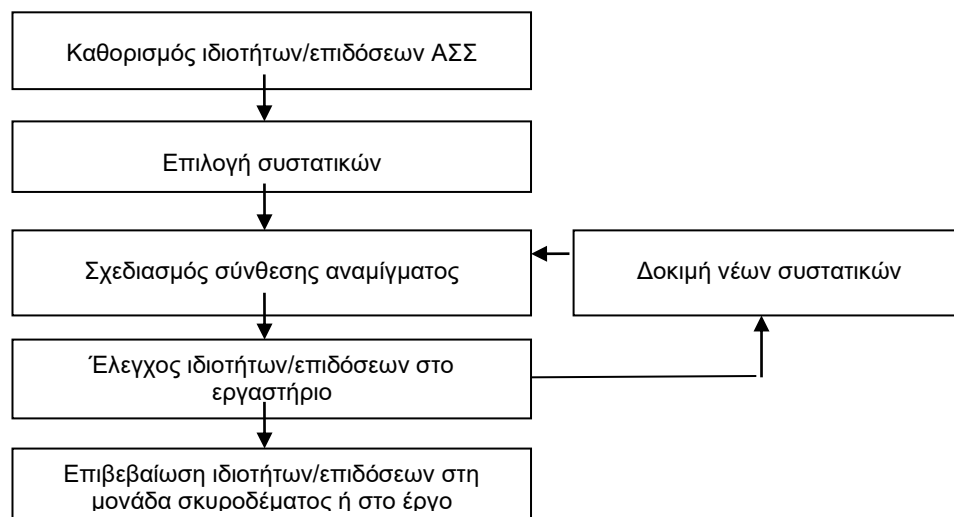 Καθορισμός ιδιοτήτων/επιδόσεων ΑΣΣ
Επιλογή συστατικών
Σχεδιασμός σύνθεσης αναμίγματος
Δοκιμή νέων συστατικών
Έλεγχος ιδιοτήτων/επιδόσεων στο
εργαστήριο
Επιβεβαίωση ιδιοτήτων/επιδόσεων στη
μονάδα σκυροδέματος ή στο έργο